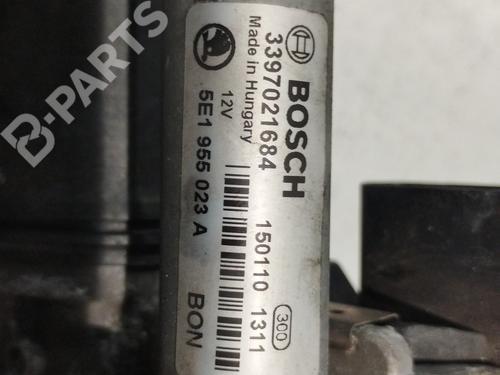 B-PARTS
BOSCH
3397021684
Made in Hungary
12V
150110 1311
300
5E1 955 023 A
BON